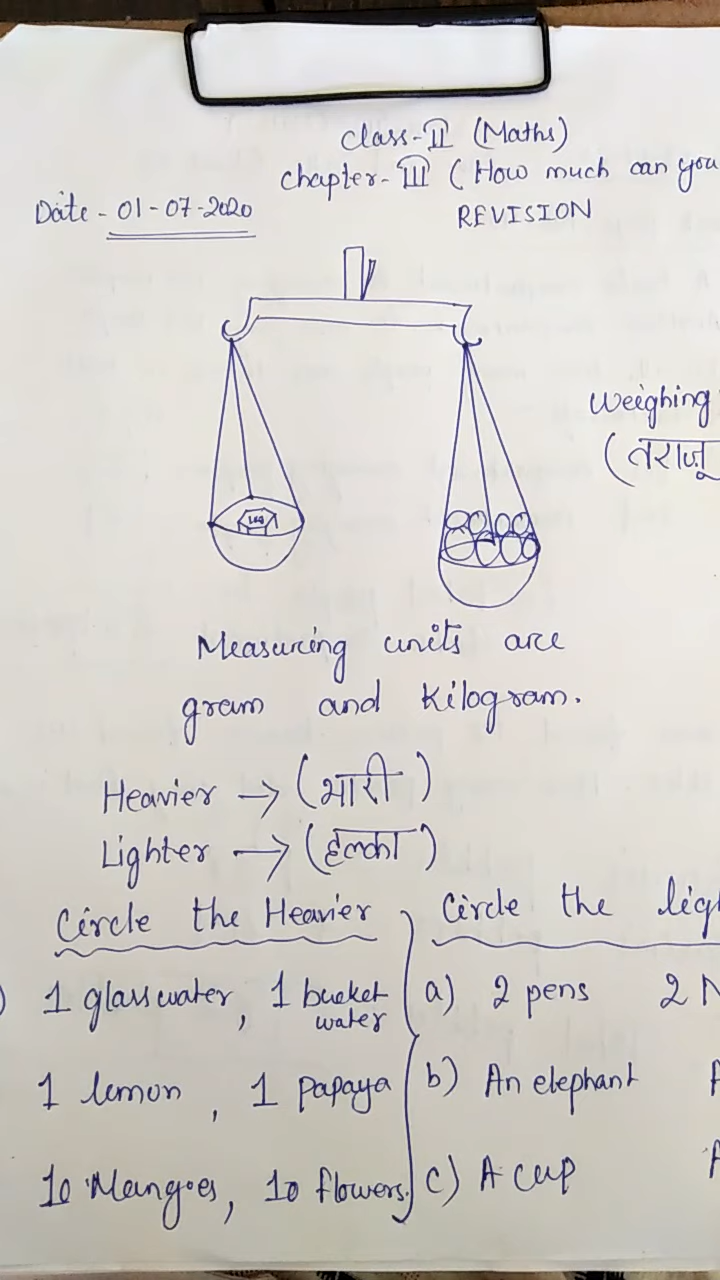 Class-II (Maths)
Chapter-III (How much can you
Date - 01-07-2020
REVISION
Weighing
(तराजू
1kg
Measuring units are
gram and Kilogram.
Heavier → (भारी)
Lighter → (हल्का)
Circle the Heavier
) 1 glass water, 1 bucket water
1 lemon, 1 papaya
10 Mangoes, 10 flowers.
Circle the
a) 2 pens 2
b) An elephant
c) A cup